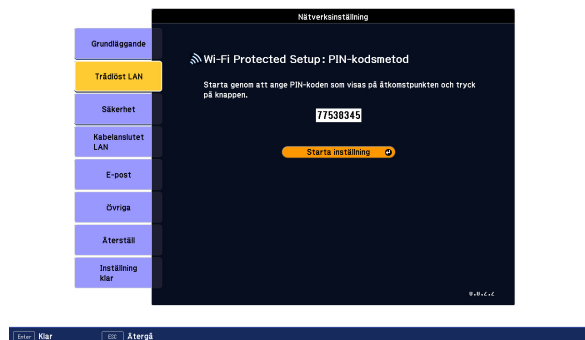 Nätverksinställning
Grundläggande
Trådlöst LAN
Säkerhet
Kabelanslutet
LAN
E-post
Övriga
Återställ
Inställning
klar
Wi-Fi Protected Setup: PIN-kodsmetod
Starta genom att ange PIN-koden som visas på åtkomstpunkten och tryck
på knappen.
77538345
Starta inställning
Enter Klar
ESC Återgå